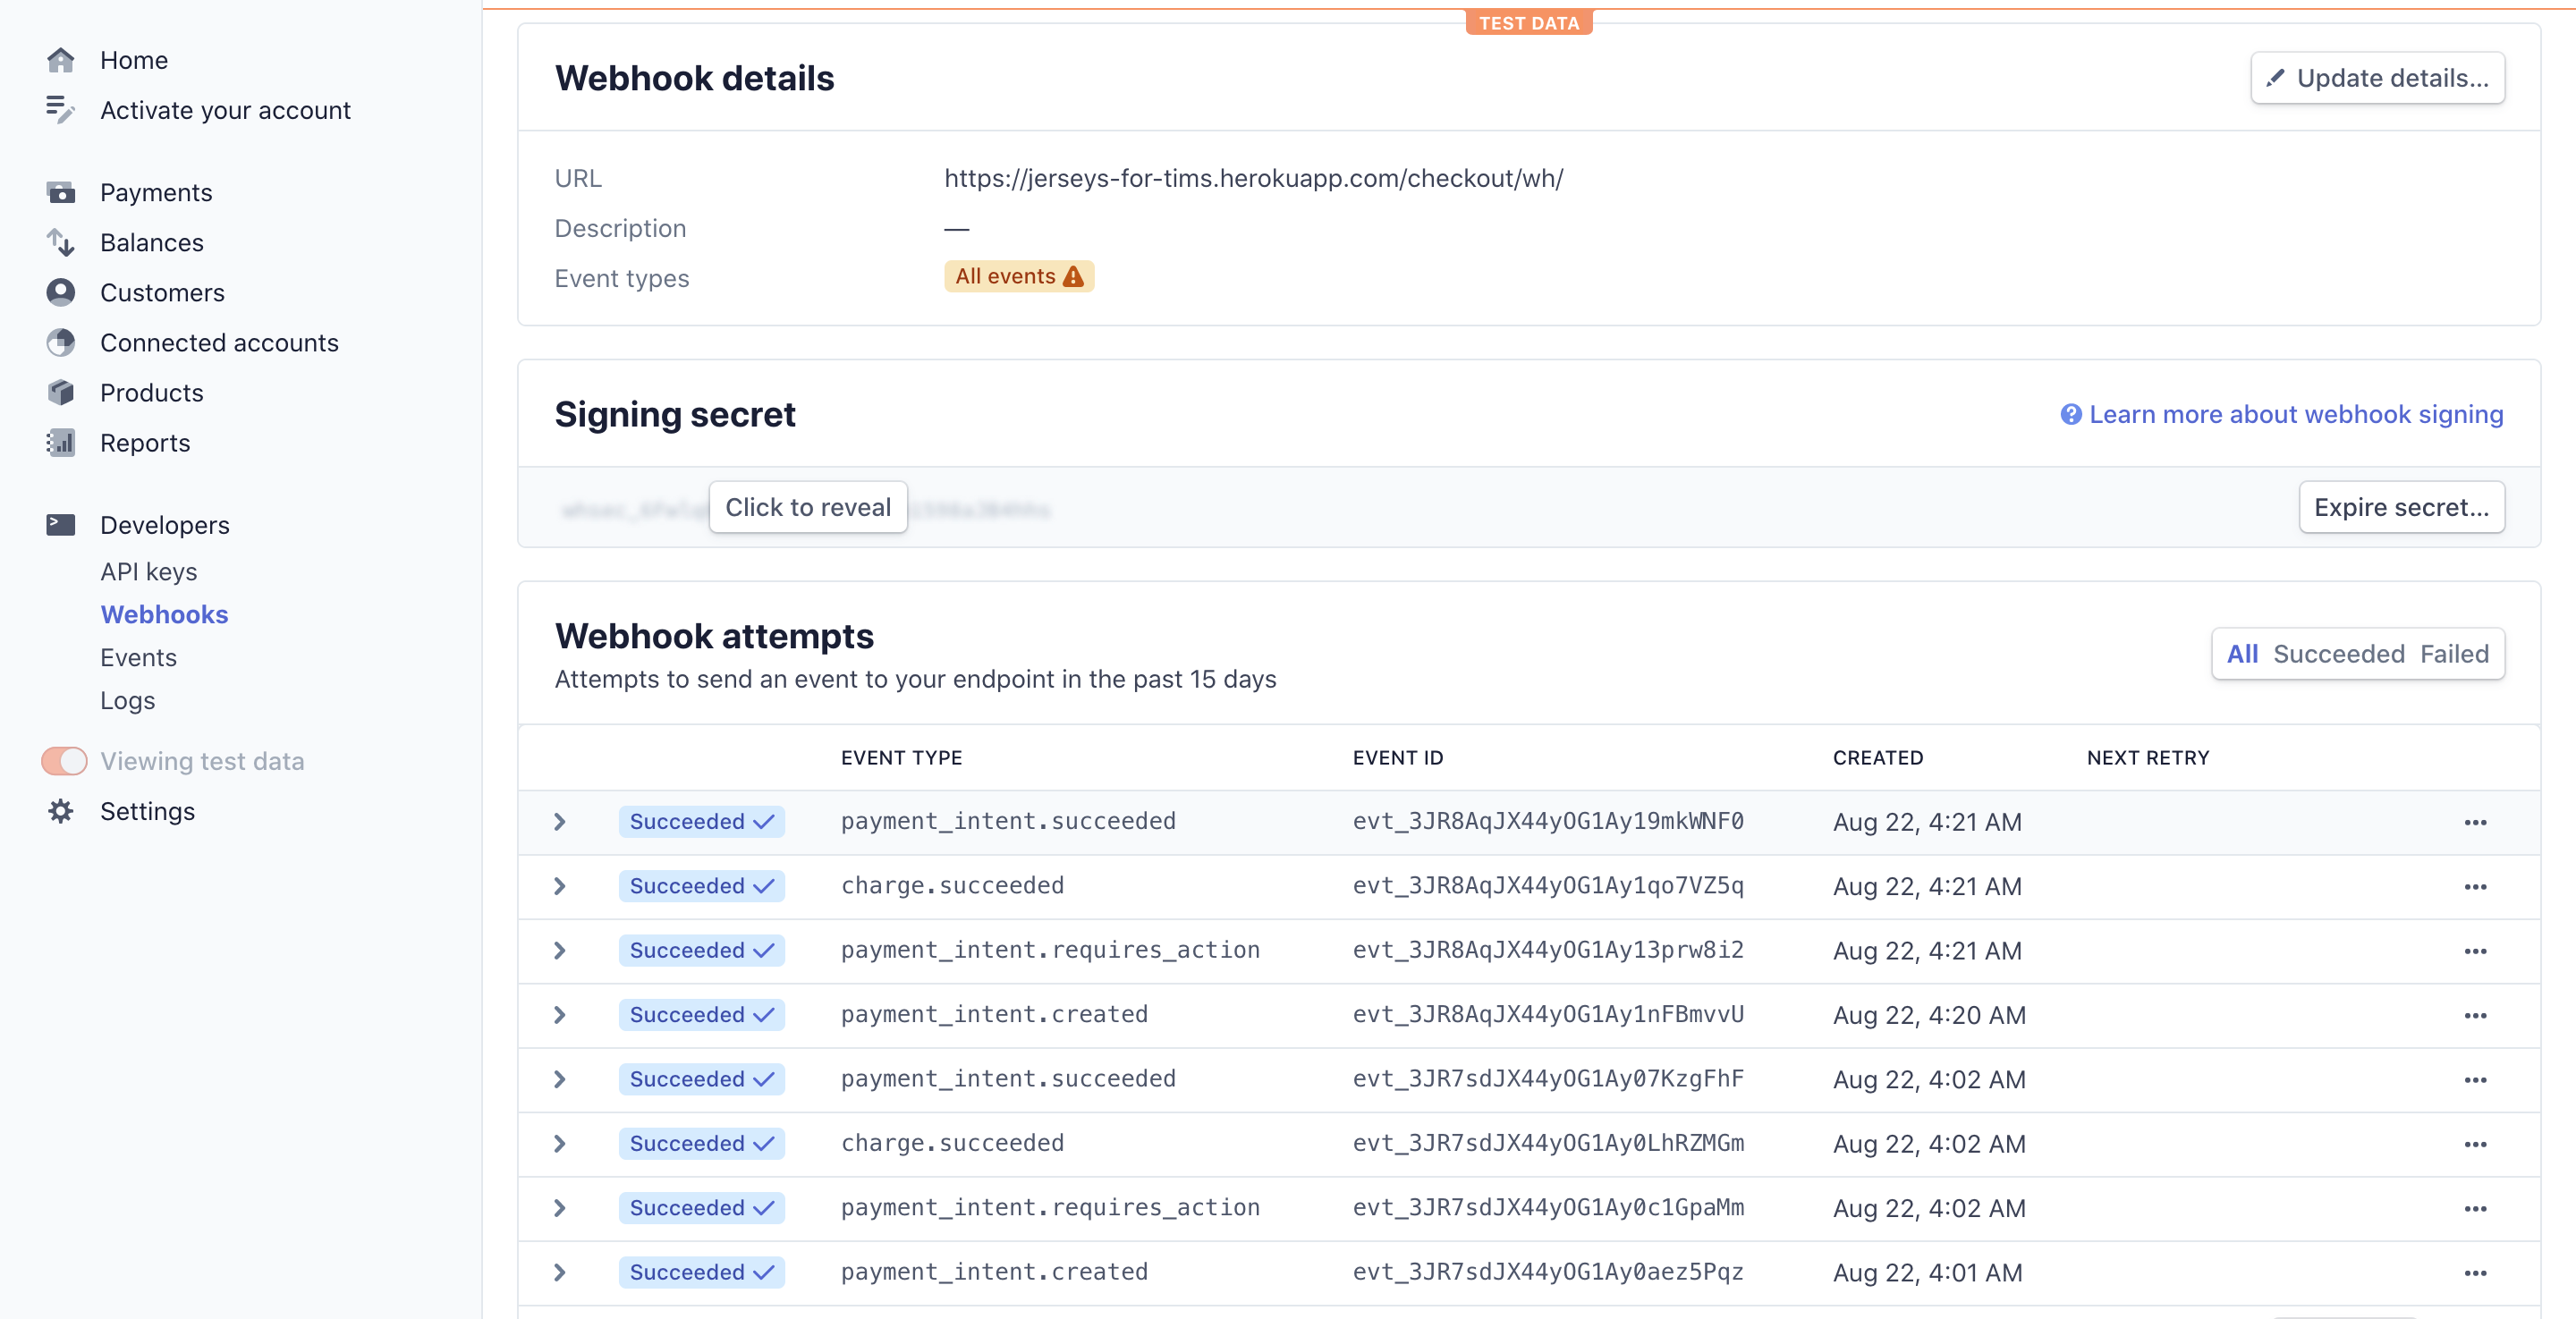 Home
Activate your account
Payments
Balances
Customers
Connected accounts
Products
Reports
Developers
API keys
Webhooks
Events
Logs
Viewing test data
Settings
TEST DATA
Webhook details
Update details...
URL https://jerseys-for-tims.herokuapp.com/checkout/wh/
Description —
Event types All events
Signing secret
Learn more about webhook signing
Click to reveal
Expire secret...
Webhook attempts
Attempts to send an event to your endpoint in the past 15 days
All Succeeded Failed
EVENT TYPE EVENT ID CREATED NEXT RETRY
Succeeded payment_intent.succeeded evt_3JR8AqJX44yOG1Ay19mkWNF0 Aug 22, 4:21 AM
Succeeded charge.succeeded evt_3JR8AqJX44yOG1Ay1qo7VZ5q Aug 22, 4:21 AM
Succeeded payment_intent.requires_action evt_3JR8AqJX44yOG1Ay13prw8i2 Aug 22, 4:21 AM
Succeeded payment_intent.created evt_3JR8AqJX44yOG1Ay1nFBmvvU Aug 22, 4:20 AM
Succeeded payment_intent.succeeded evt_3JR7sdJX44yOG1Ay07KzgFhF Aug 22, 4:02 AM
Succeeded charge.succeeded evt_3JR7sdJX44yOG1Ay0LhRZMGm Aug 22, 4:02 AM
Succeeded payment_intent.requires_action evt_3JR7sdJX44yOG1Ay0c1GpaMm Aug 22, 4:02 AM
Succeeded payment_intent.created evt_3JR7sdJX44yOG1Ay0aez5Pqz Aug 22, 4:01 AM